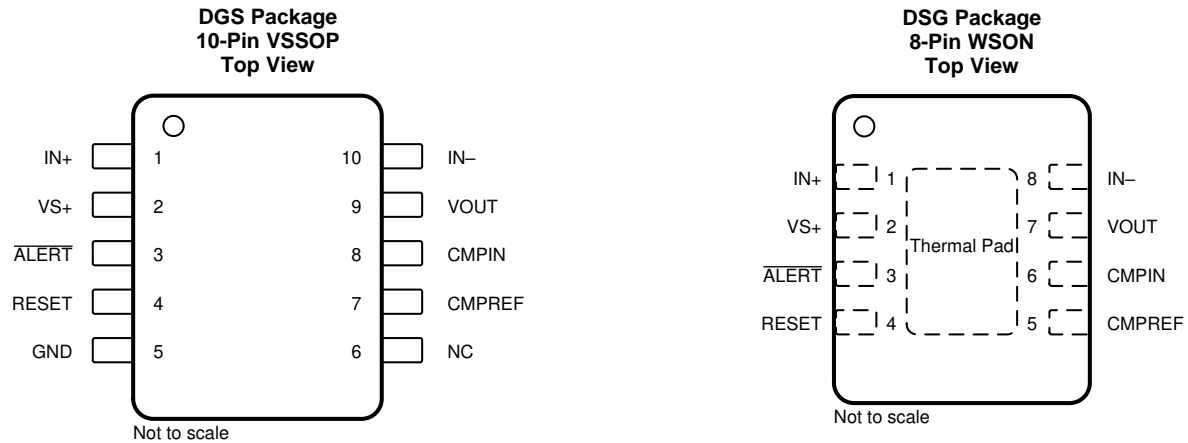 DGS Package
10-Pin VSSOP
Top View
IN+ 1 10 IN–
VS+ 2 9 VOUT
ALERT 3 8 CMPIN
RESET 4 7 CMPREF
GND 5 6 NC
Not to scale
DSG Package
8-Pin WSON
Top View
IN+ 1 8 IN–
VS+ 2 7 VOUT
Thermal Pad
ALERT 3 6 CMPIN
RESET 4 5 CMPREF
Not to scale